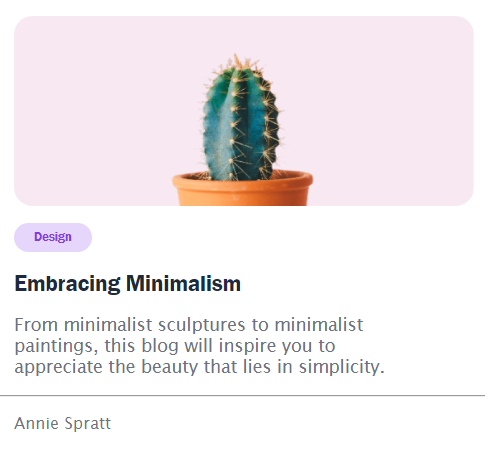 Design
Embracing Minimalism
From minimalist sculptures to minimalist
paintings, this blog will inspire you to
appreciate the beauty that lies in simplicity.
Annie Spratt